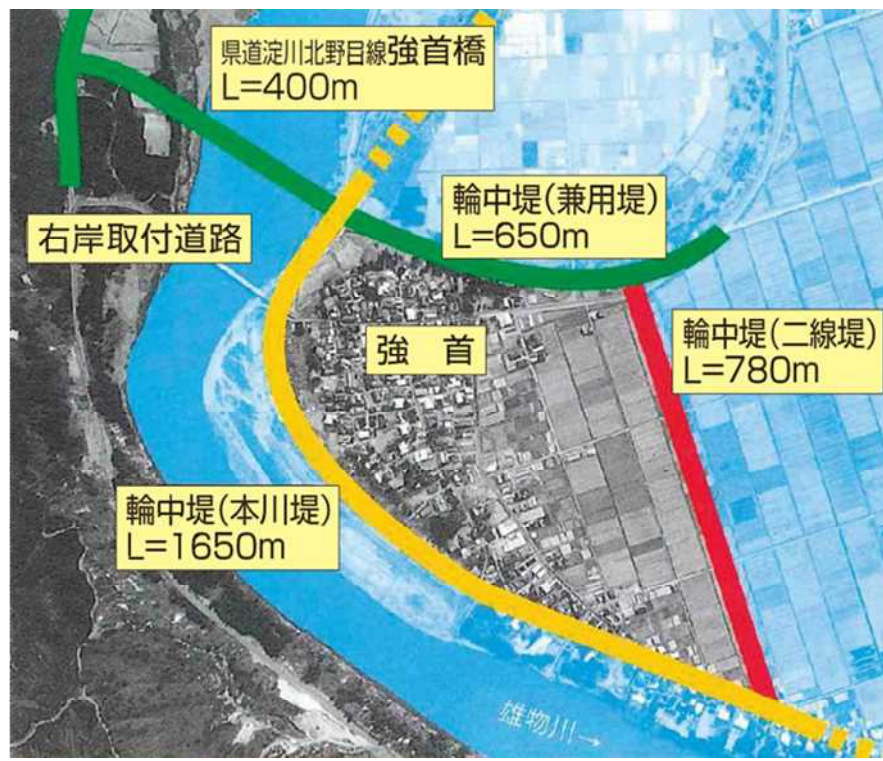 県道淀川北野目線強首橋
L=400m
輪中堤(兼用堤)
L=650m
右岸取付道路
強 首
輪中堤(二線堤)
L=780m
輪中堤(本川堤)
L=1650m
雄物川→